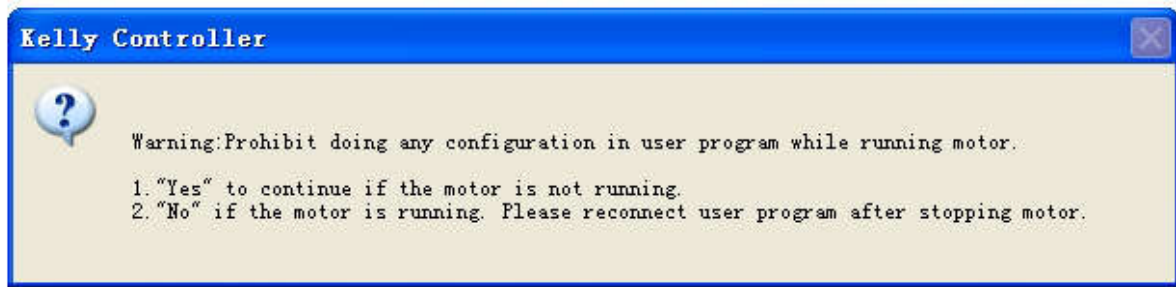 Kelly Controller
?
Warning:Prohibit doing any configuration in user program while running motor.
1."Yes" to continue if the motor is not running.
2."No" if the motor is running. Please reconnect user program after stopping motor.